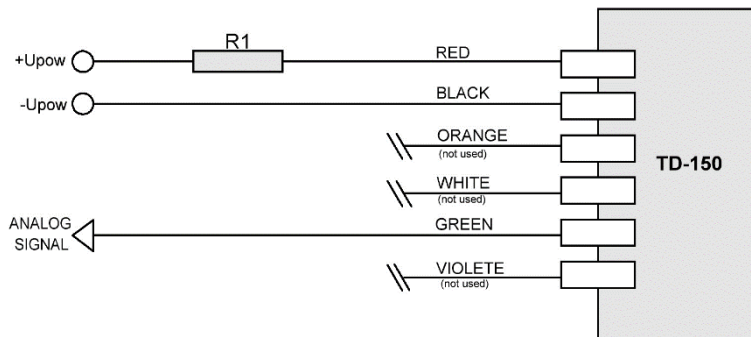 R1
+Upow
RED
-Upow
BLACK
ORANGE
(not used)
TD-150
WHITE
(not used)
ANALOG
SIGNAL
GREEN
VIOLETE
(not used)